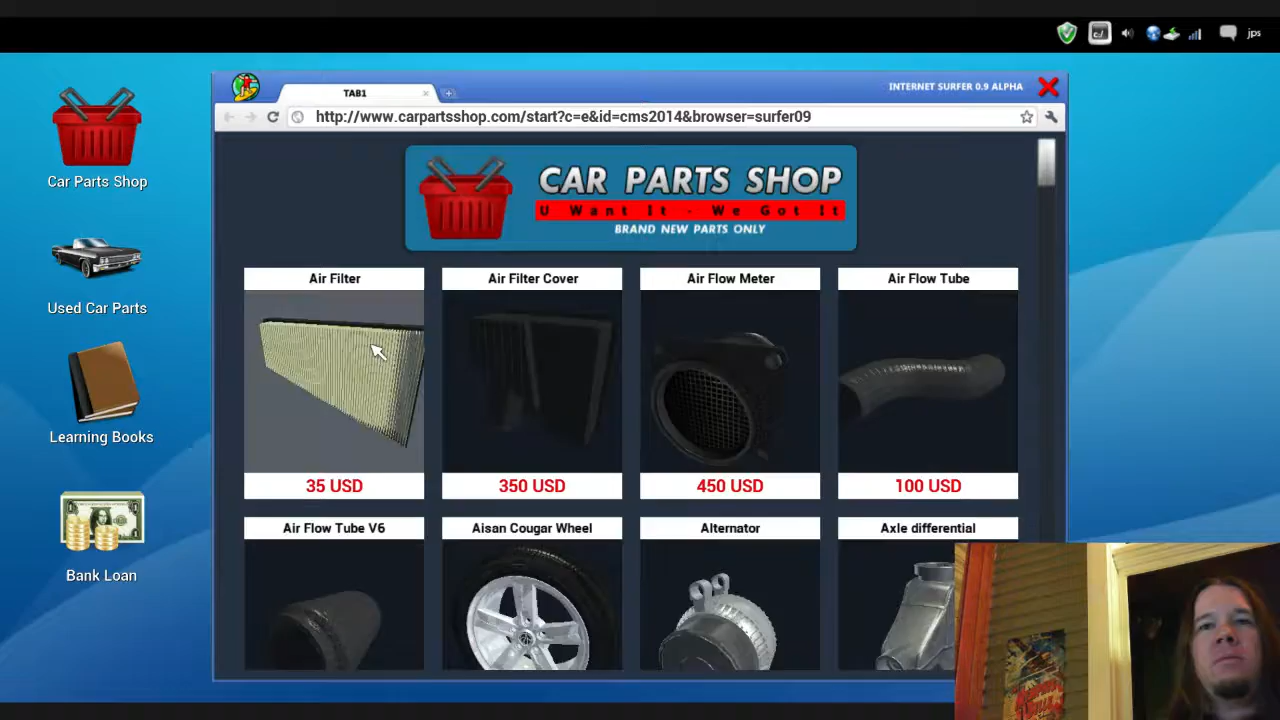 c:/
jps
TAB1
INTERNET SURFER 0.9 ALPHA
http://www.carpartsshop.com/start?c=e&id=cms2014&browser=surfer09
Car Parts Shop
Used Car Parts
Learning Books
Bank Loan
CAR PARTS SHOP
U Want It - We Got It
BRAND NEW PARTS ONLY
Air Filter
Air Filter Cover
Air Flow Meter
Air Flow Tube
35 USD
350 USD
450 USD
100 USD
Air Flow Tube V6
Aisan Cougar Wheel
Alternator
Axle differential